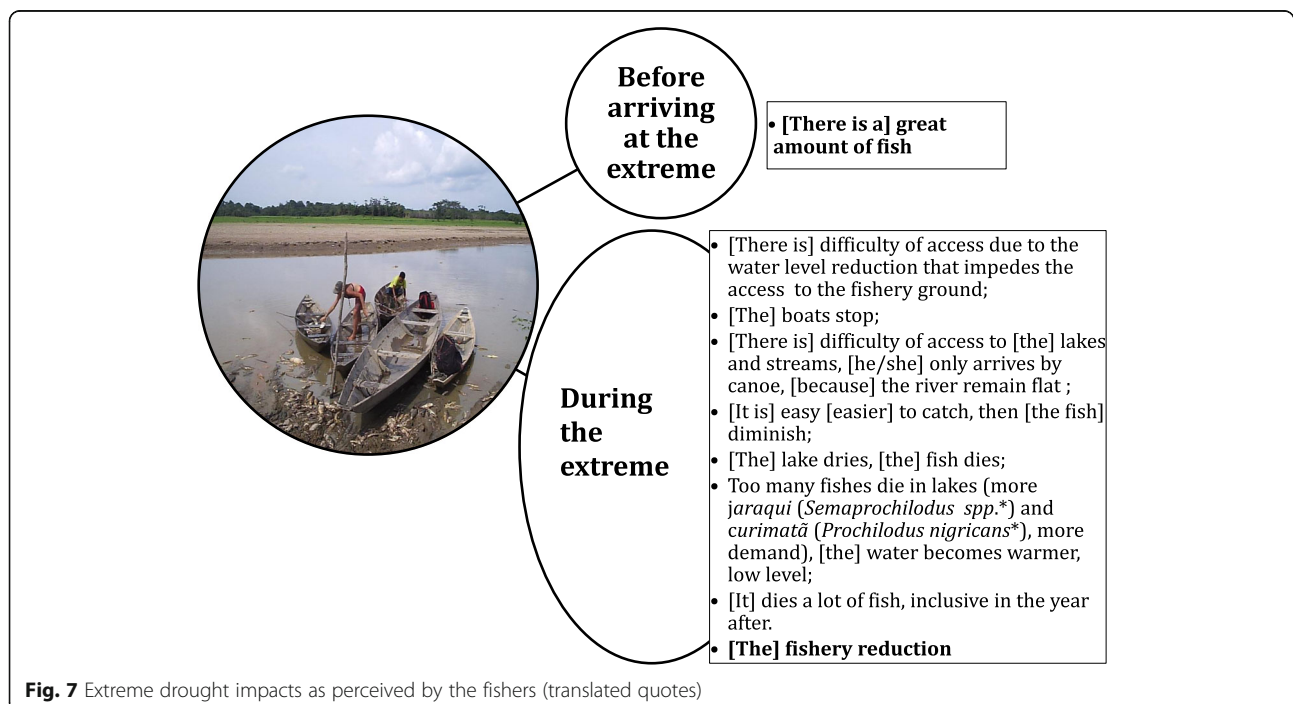 Before
arriving
at the
extreme
• [There is a] great
amount of fish
During
the
extreme
• [There is] difficulty of access due to the
water level reduction that impedes the
access to the fishery ground;
• [The] boats stop;
• [There is] difficulty of access to [the] lakes
and streams, [he/she] only arrives by
canoe, [because] the river remain flat ;
• [It is] easy [easier] to catch, then [the fish]
diminish;
• [The] lake dries, [the] fish dies;
• Too many fishes die in lakes (more
jaraqui (Semaprochilodus spp.*) and
curimatã (Prochilodus nigricans*), more
demand), [the] water becomes warmer,
low level;
• [It] dies a lot of fish, inclusive in the year
after.
• [The] fishery reduction
Fig. 7 Extreme drought impacts as perceived by the fishers (translated quotes)